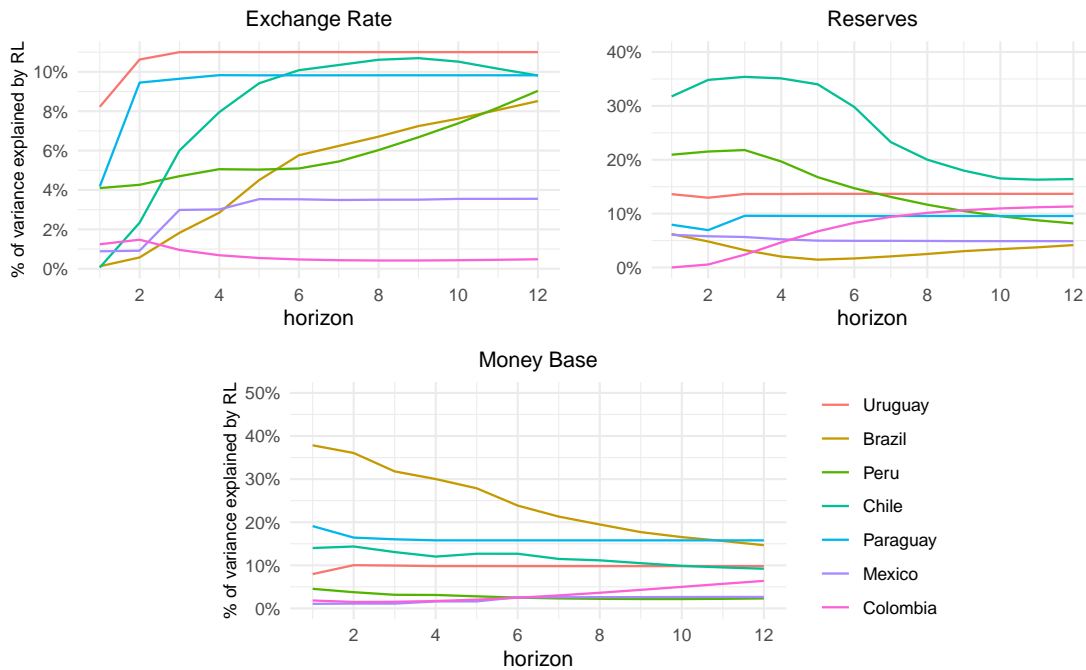 Exchange Rate
% of variance explained by RL
10%
8%
6%
4%
2%
0%
2 4 6 8 10 12
horizon
Reserves
40%
30%
20%
10%
0%
2 4 6 8 10 12
horizon
Money Base
% of variance explained by RL
50%
40%
30%
20%
10%
0%
2 4 6 8 10 12
horizon
Uruguay
Brazil
Peru
Chile
Paraguay
Mexico
Colombia